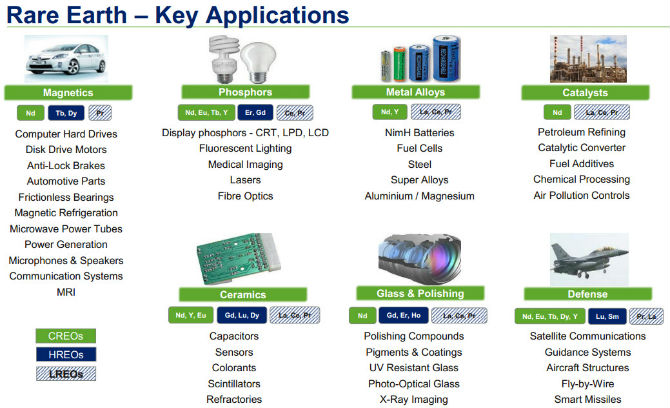 Rare Earth – Key Applications
Magnetics
Nd
Tb, Dy
Pr
Computer Hard Drives
Disk Drive Motors
Anti-Lock Brakes
Automotive Parts
Frictionless Bearings
Magnetic Refrigeration
Microwave Power Tubes
Power Generation
Microphones & Speakers
Communication Systems
MRI
Phosphors
Nd, Eu, Tb, Y
Er, Gd
Ce, Pr
Display phosphors - CRT, LPD, LCD
Fluorescent Lighting
Medical Imaging
Lasers
Fibre Optics
Metal Alloys
Nd, Y
La, Ce, Pr
NimH Batteries
Fuel Cells
Steel
Super Alloys
Aluminium / Magnesium
Catalysts
Nd
La, Ce, Pr
Petroleum Refining
Catalytic Converter
Fuel Additives
Chemical Processing
Air Pollution Controls
Ceramics
Nd, Y, Eu
Gd, Lu, Dy
La, Ce, Pr
Capacitors
Sensors
Colorants
Scintillators
Refractories
Glass & Polishing
Nd
Gd, Er, Ho
La, Ce, Pr
Polishing Compounds
Pigments & Coatings
UV Resistant Glass
Photo-Optical Glass
X-Ray Imaging
Defense
Nd, Eu, Tb, Dy, Y
Lu, Sm
Pr, La
Satellite Communications
Guidance Systems
Aircraft Structures
Fly-by-Wire
Smart Missiles
CREOs
HREOs
LREOs